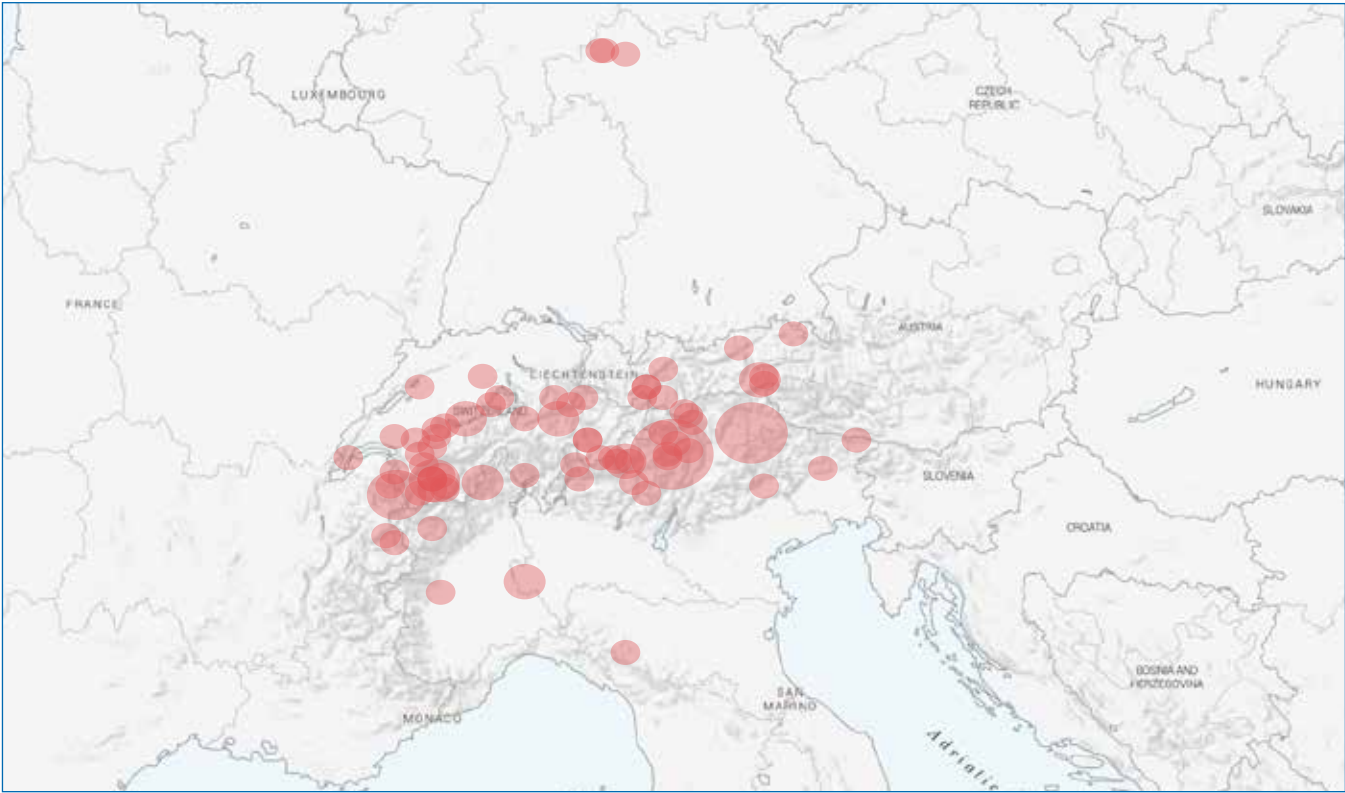 LUXEMBOURG
CZECH
REPUBLIC
SLOVAKIA
FRANCE
AUSTRIA
LIECHTENSTEIN
HUNGARY
SWITZERLAND
SLOVENIA
CROATIA
BOSNIA AND
HERZEGOVINA
SAN
MARINO
MONACO
Adriatic